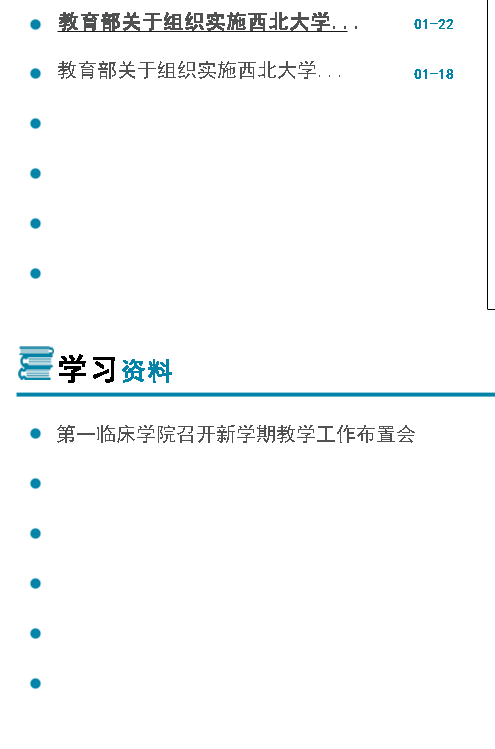 教育部关于组织实施西北大学... 01-22
教育部关于组织实施西北大学... 01-18
学习资料
第一临床学院召开新学期教学工作布置会